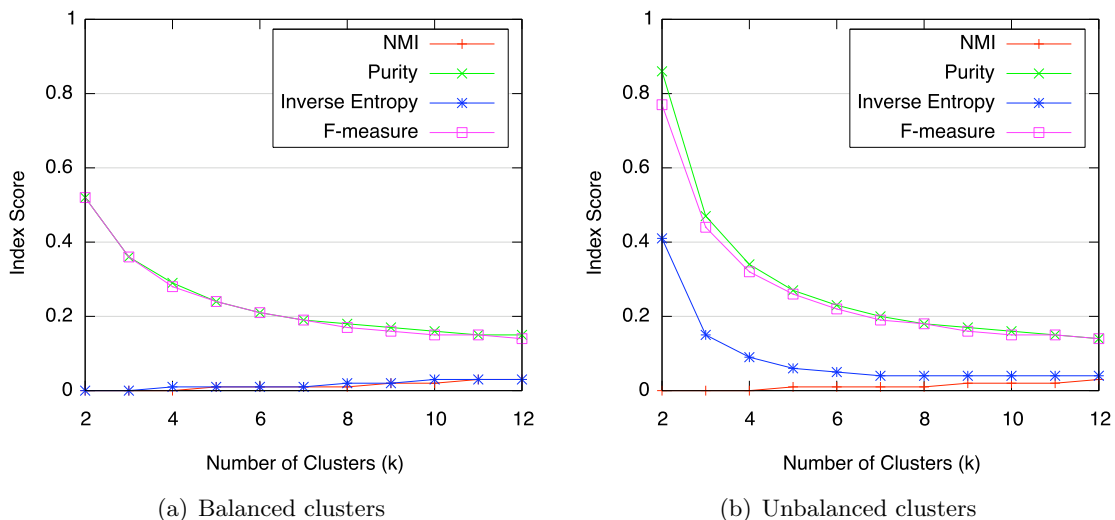 1
0.8
0.6
0.4
0.2
0
Index Score
NMI
Purity
Inverse Entropy
F-measure
2 4 6 8 10 12
Number of Clusters (k)
(a) Balanced clusters
1
0.8
0.6
0.4
0.2
0
Index Score
NMI
Purity
Inverse Entropy
F-measure
2 4 6 8 10 12
Number of Clusters (k)
(b) Unbalanced clusters